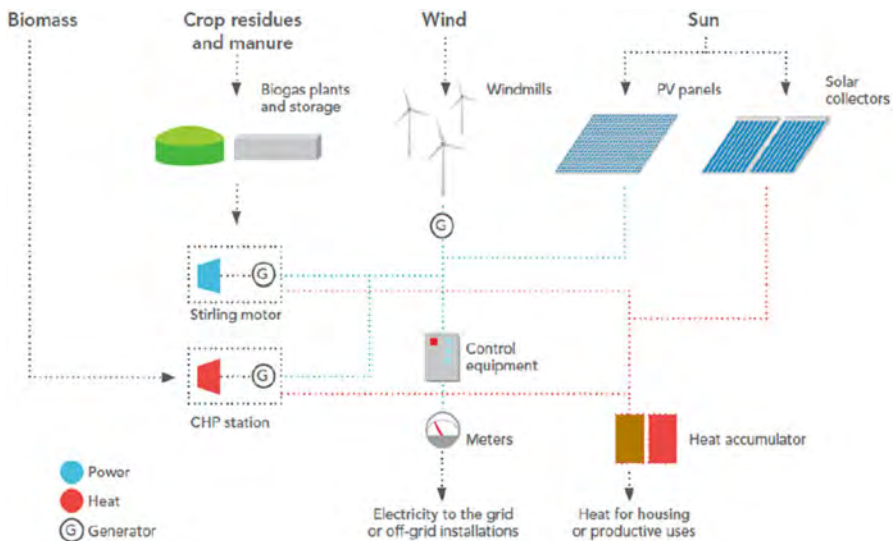 Biomass
Crop residues
and manure
Wind
Sun
Biogas plants
and storage
Windmills
PV panels
Solar
collectors
G
G
Stirling motor
G
CHP station
Control
equipment
Meters
Heat accumulator
Power
Heat
G Generator
Electricity to the grid
or off-grid installations
Heat for housing
or productive uses